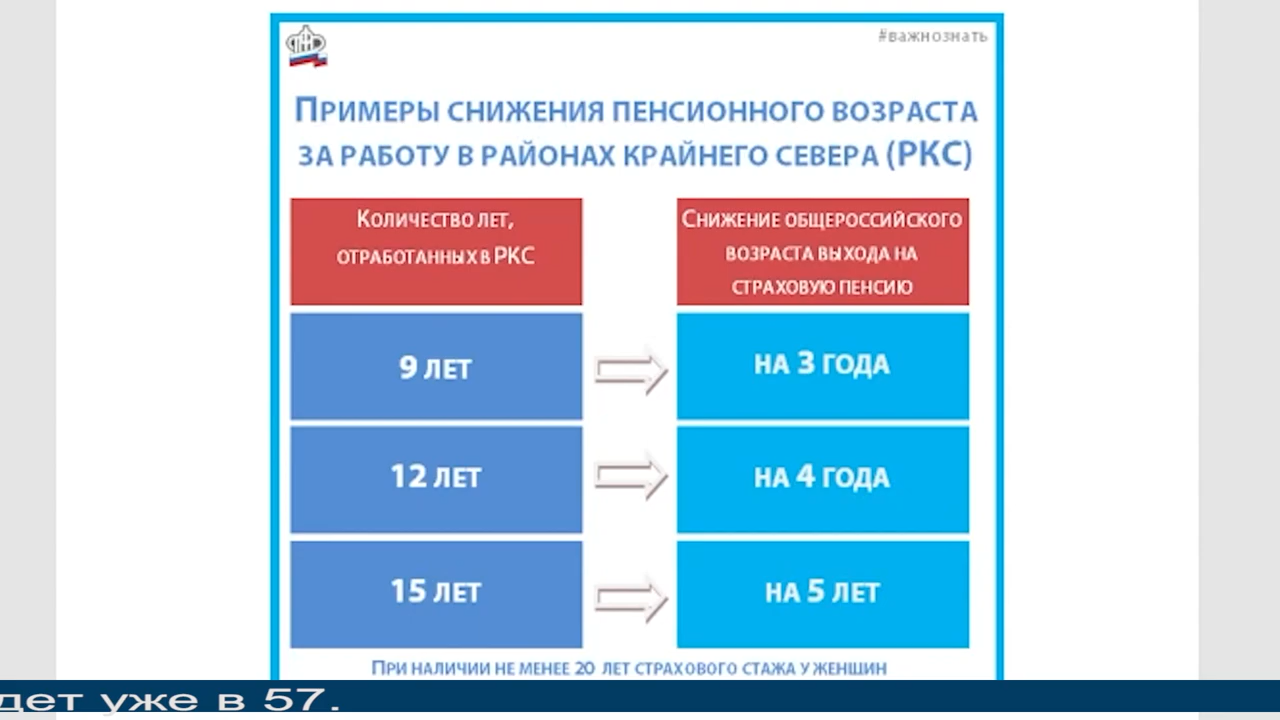 #важнознать
Примеры снижения пенсионного возраста
за работу в районах крайнего севера (РКС)
Количество лет,
отработанных в РКС
Снижение общероссийского
возраста выхода на
страховую пенсию
9 лет
на 3 года
12 лет
на 4 года
15 лет
на 5 лет
При наличии не менее 20 лет страхового стажа у женщин
дет уже в 57.